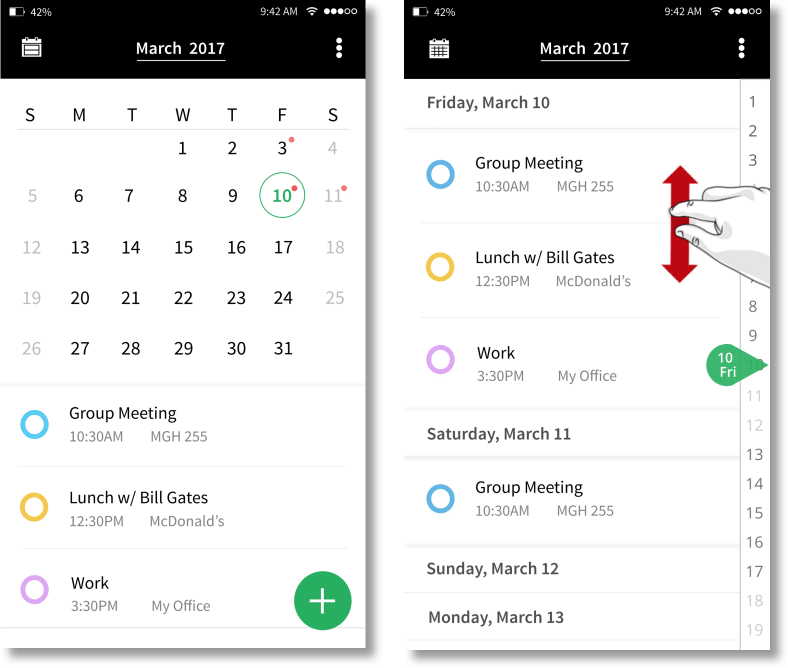 42% 9:42 AM
March 2017
S M T W T F S
1 2 3 4
5 6 7 8 9 10 11
12 13 14 15 16 17 18
19 20 21 22 23 24 25
26 27 28 29 30 31
Group Meeting
10:30AM MGH 255
Lunch w/ Bill Gates
12:30PM McDonald's
Work
3:30PM My Office
42% 9:42 AM
March 2017
Friday, March 10
Group Meeting
10:30AM MGH 255
Lunch w/ Bill Gates
12:30PM McDonald's
Work
3:30PM My Office
Saturday, March 11
Group Meeting
10:30AM MGH 255
Sunday, March 12
Monday, March 13
1
2
3
8
9
10
Fri
10
11
12
13
14
15
16
17
18
19